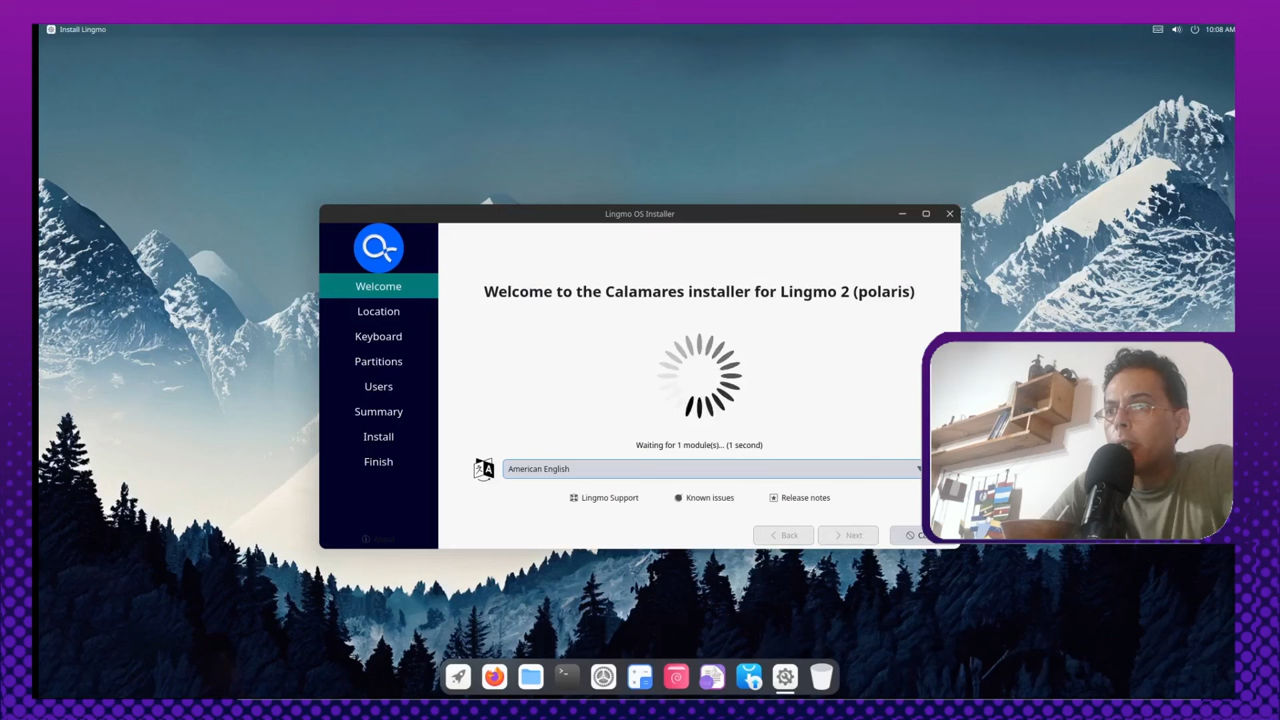 Install Lingmo
10:08 AM
Lingmo OS Installer
Welcome
Location
Keyboard
Partitions
Users
Summary
Install
Finish
Welcome to the Calamares installer for Lingmo 2 (polaris)
Waiting for 1 module(s)... (1 second)
American English
Lingmo Support
Known issues
Release notes
Back
Next